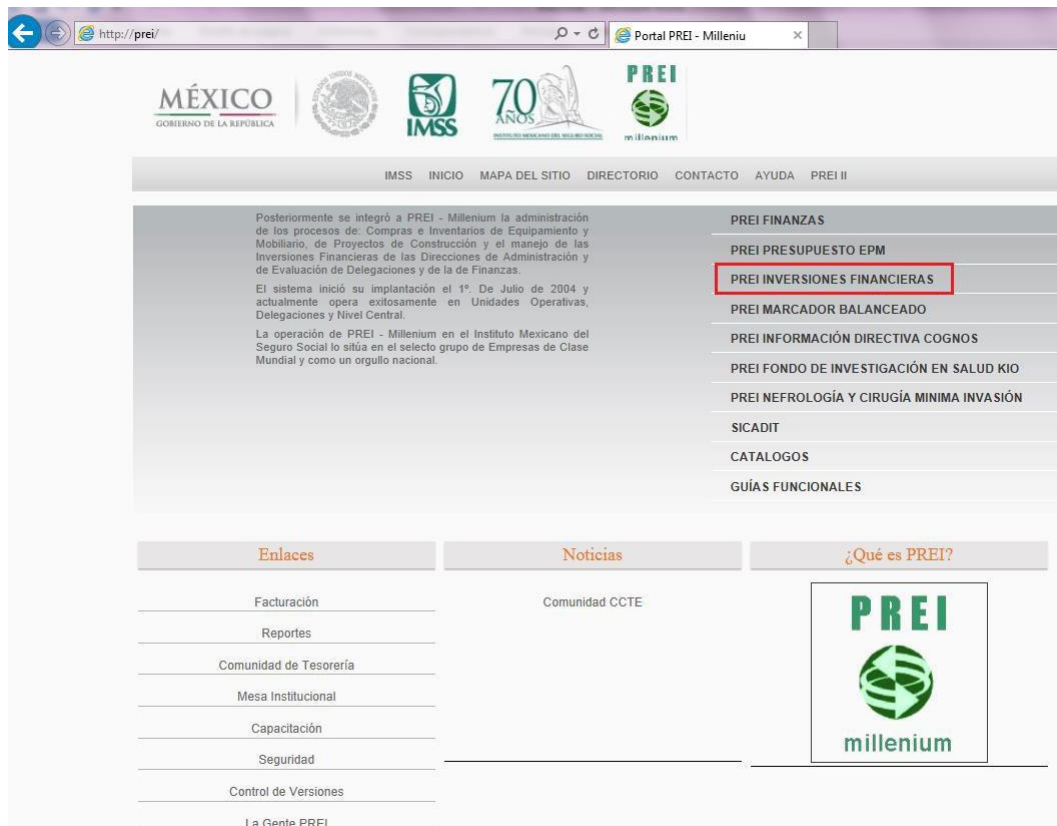 http://prei/
Portal PREI - Milleniu
MÉXICO
GOBIERNO DE LA REPÚBLICA
IMSS
70
AÑOS
INSTITUTO MEXICANO DEL SEGURO SOCIAL
PREI
millenium
IMSS INICIO MAPA DEL SITIO DIRECTORIO CONTACTO AYUDA PREI II
Posteriormente se integró a PREI - Millenium la administración
de los procesos de: Compras e Inventarios de Equipamiento y
Mobiliario, de Proyectos de Construcción y el manejo de las
Inversiones Financieras de las Direcciones de Administración y
de Evaluación de Delegaciones y de la de Finanzas.
El sistema inició su implantación el 1º. De Julio de 2004 y
actualmente opera exitosamente en Unidades Operativas,
Delegaciones y Nivel Central.
La operación de PREI - Millenium en el Instituto Mexicano del
Seguro Social lo sitúa en el selecto grupo de Empresas de Clase
Mundial y como un orgullo nacional.
PREI FINANZAS
PREI PRESUPUESTO EPM
PREI INVERSIONES FINANCIERAS
PREI MARCADOR BALANCEADO
PREI INFORMACIÓN DIRECTIVA COGNOS
PREI FONDO DE INVESTIGACIÓN EN SALUD KIO
PREI NEFROLOGÍA Y CIRUGÍA MINIMA INVASIÓN
SICADIT
CATALOGOS
GUÍAS FUNCIONALES
Enlaces
Facturación
Reportes
Comunidad de Tesorería
Mesa Institucional
Capacitación
Seguridad
Control de Versiones
La Gente PREI
Noticias
Comunidad CCTE
¿Qué es PREI?
PREI
millenium